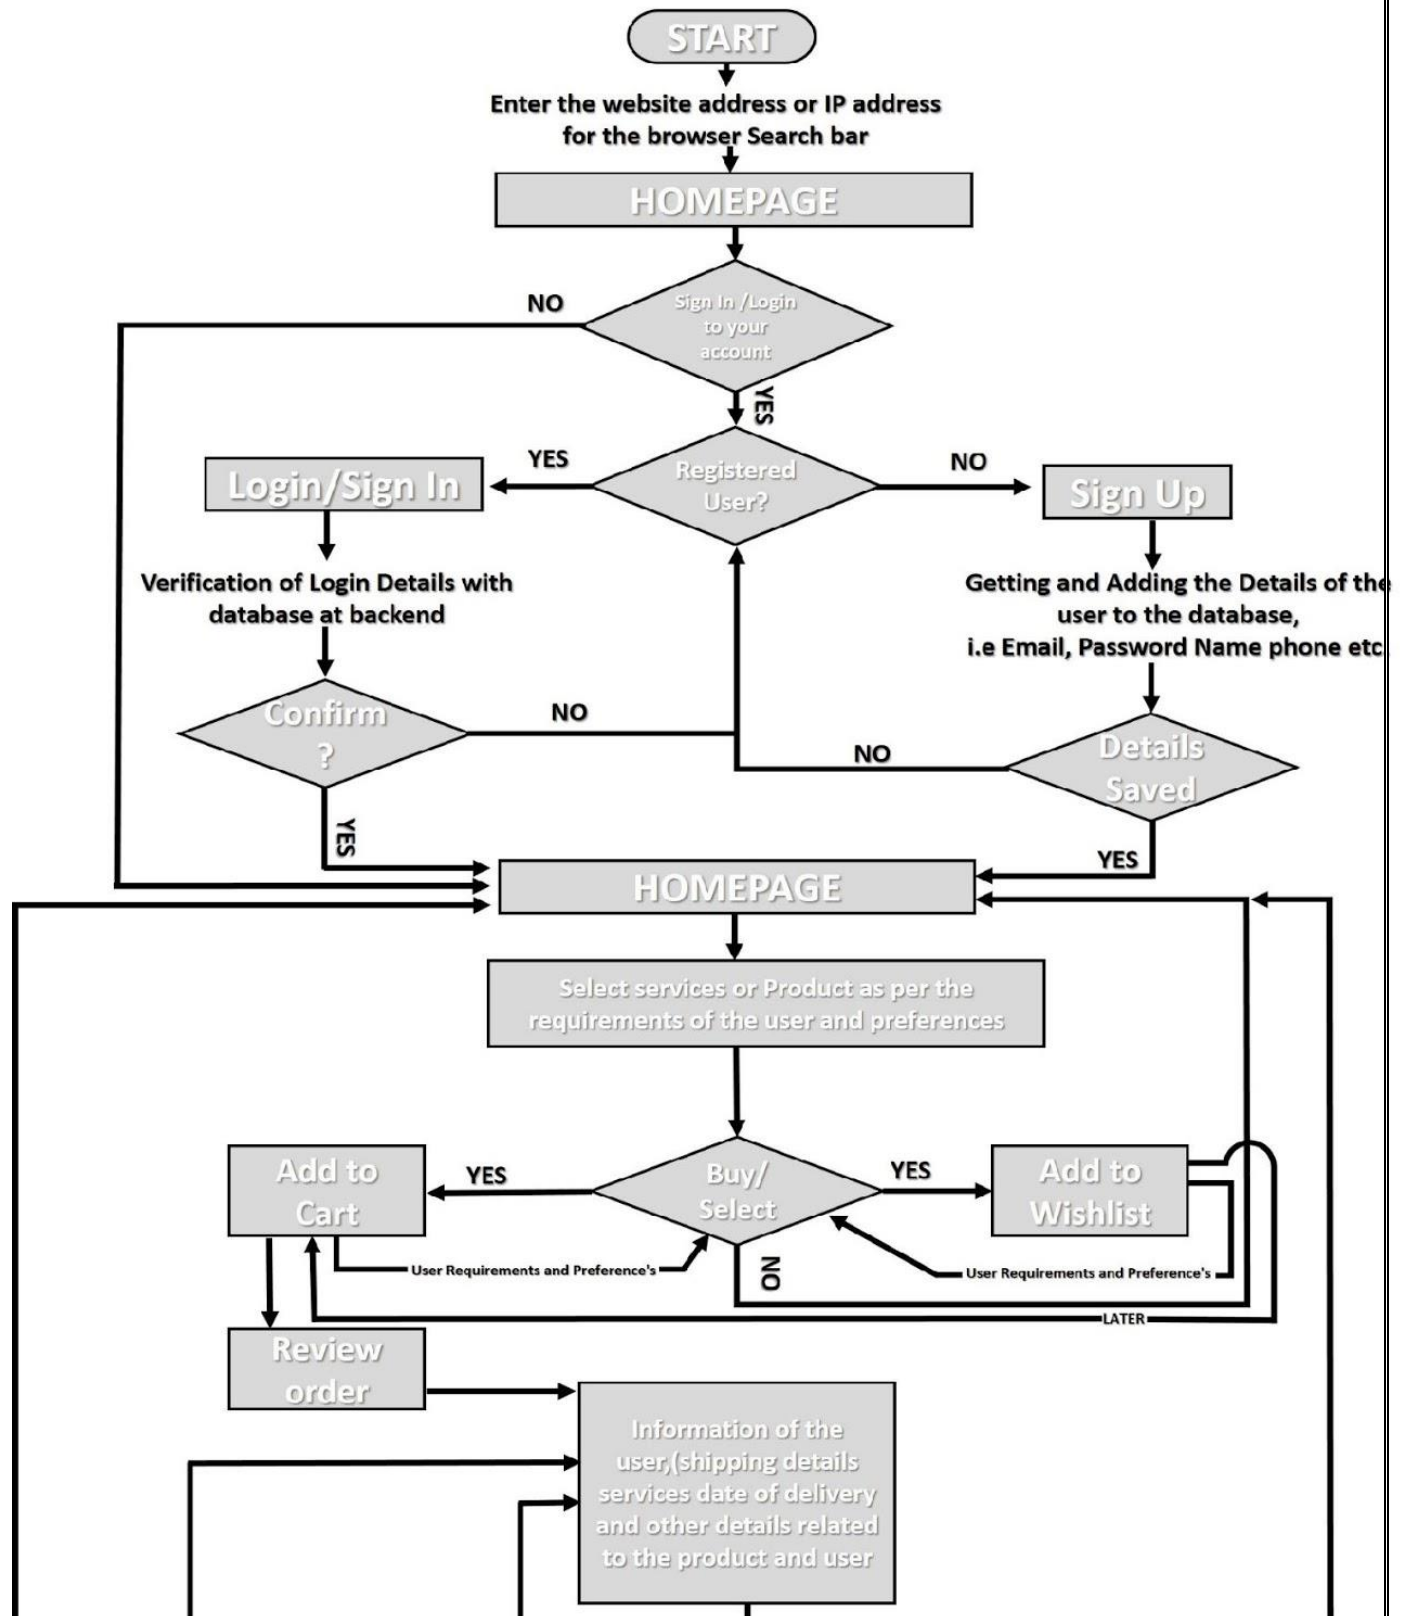 START
Enter the website address or IP address
for the browser Search bar
HOMEPAGE
NO
Sign In /Login
to your
account
YES
YES
Registered
User?
NO
Login/Sign In
Sign Up
Verification of Login Details with
database at backend
Getting and Adding the Details of the
user to the database,
i.e Email, Password Name phone etc.
Confirm
?
NO
NO
Details
Saved
YES
YES
HOMEPAGE
Select services or Product as per the
requirements of the user and preferences
Add to
Cart
YES
Buy/
Select
YES
Add to
Wishlist
User Requirements and Preference's
NO
User Requirements and Preference's
LATER
Review
order
Information of the
user,(shipping details
services date of delivery
and other details related
to the product and user